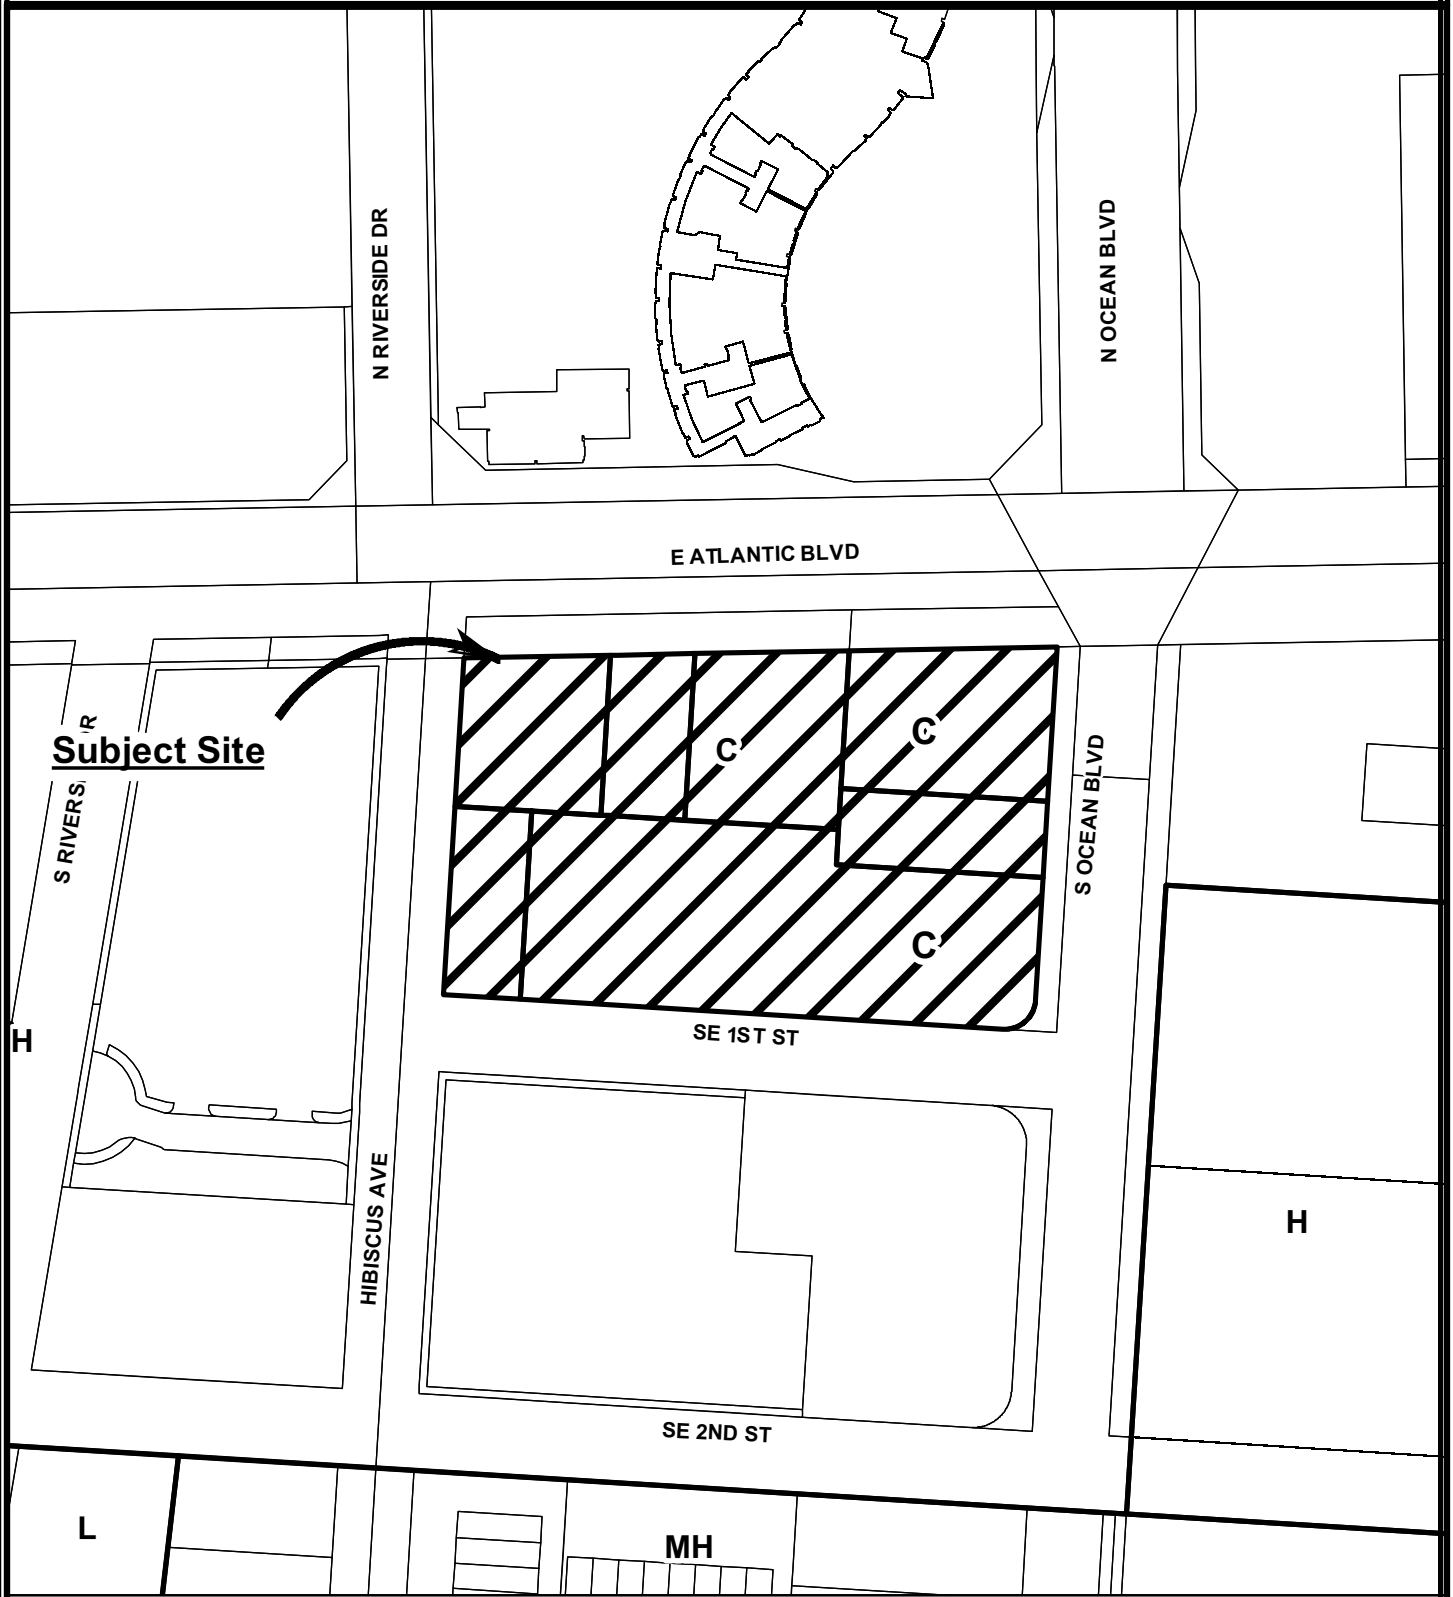 N RIVERSIDE DR
N OCEAN BLVD
E ATLANTIC BLVD
Subject Site
S RIVERS
R
C
C
S OCEAN BLVD
C
SE 1ST ST
H
HIBISCUS AVE
H
SE 2ND ST
L
MH